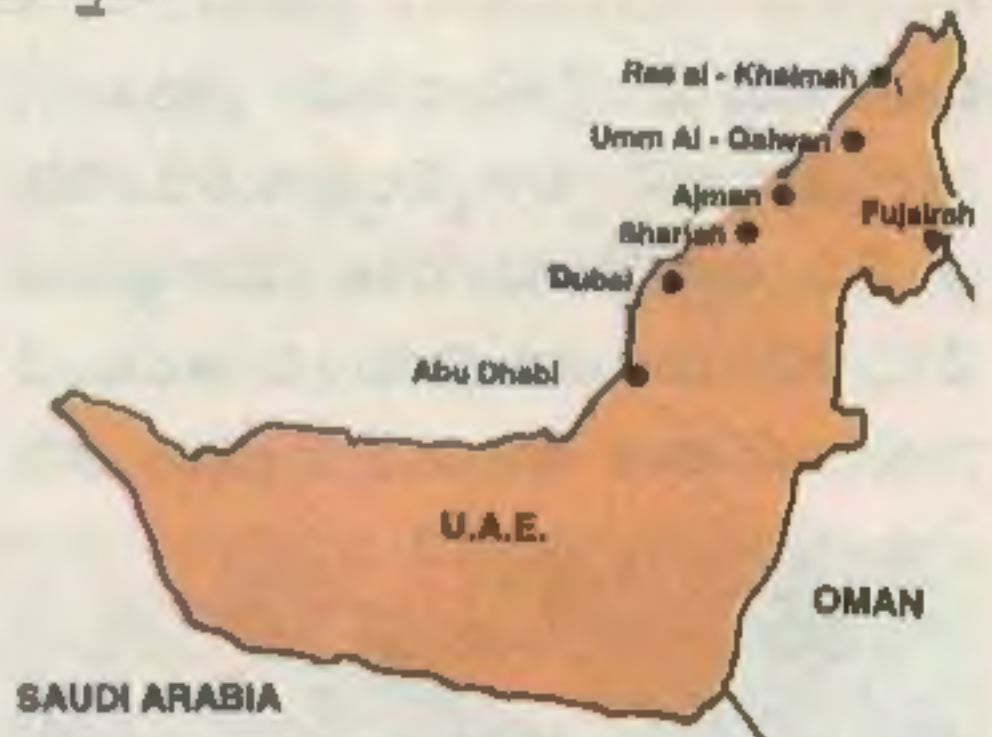 Ras al - Khaimah
Umm Al - Qaiwan
Ajman
Fujairah
Sharjah
Dubai
Abu Dhabi
U.A.E.
OMAN
SAUDI ARABIA